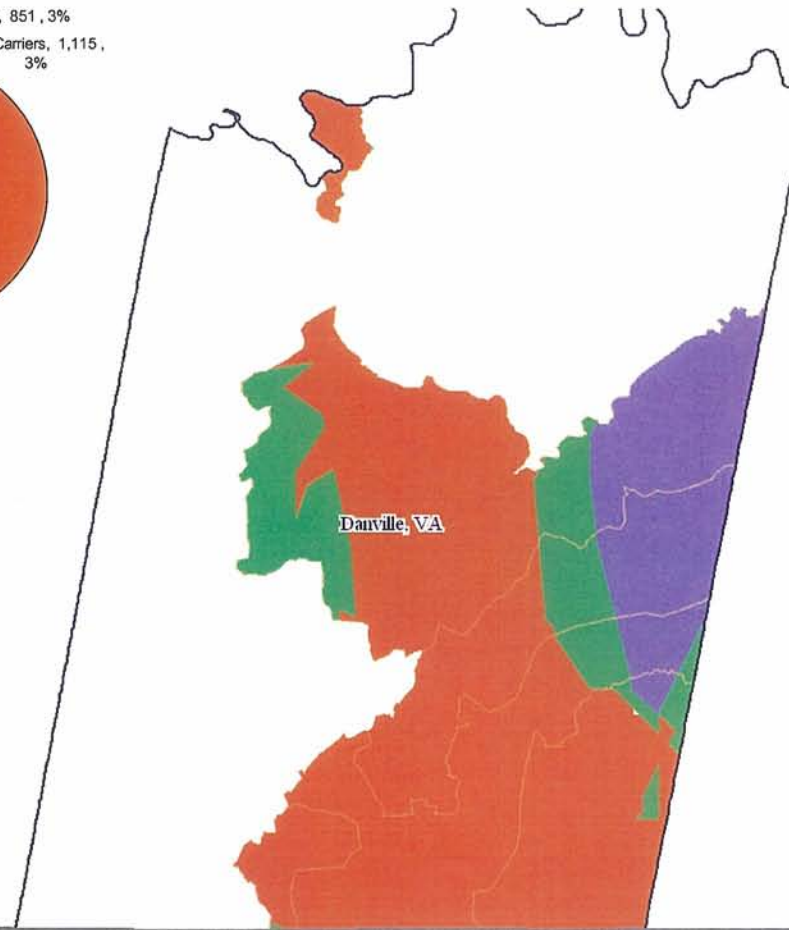 , 851 , 3%
Carriers, 1,115 ,
3%
Danville, VA